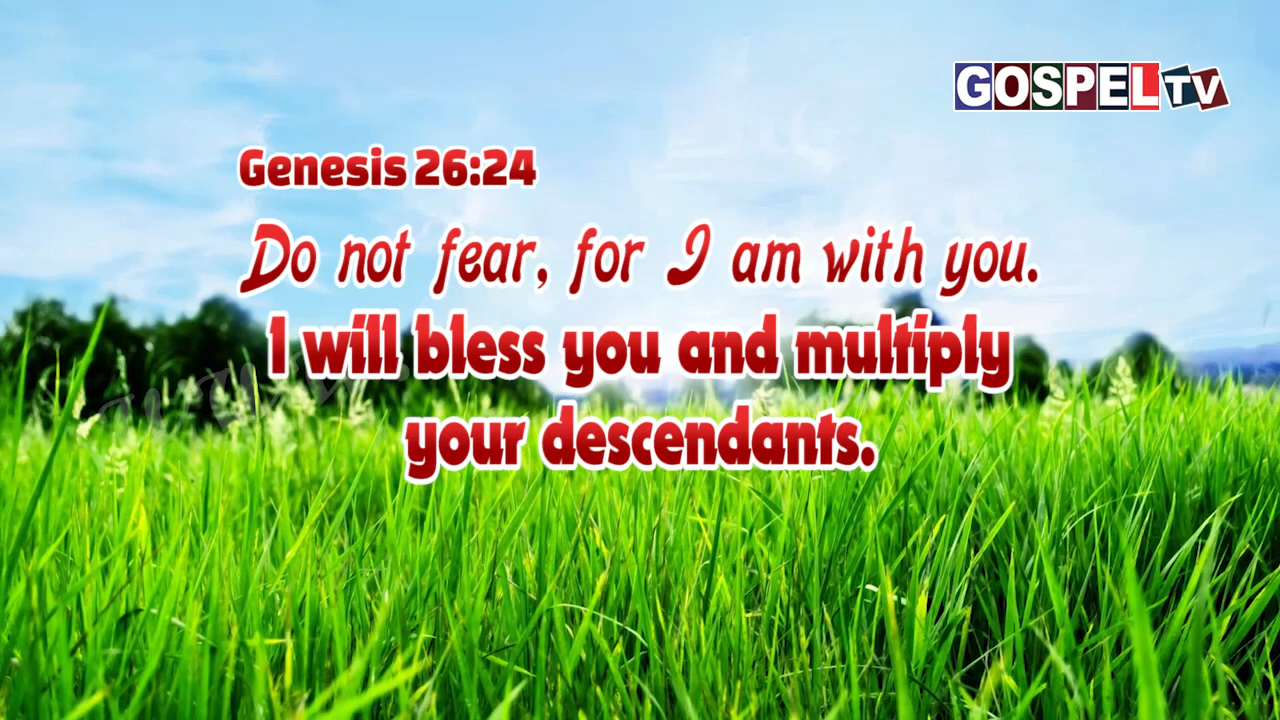 GOSPEL TV
Genesis 26:24
Do not fear, for I am with you.
I will bless you and multiply
your descendants.